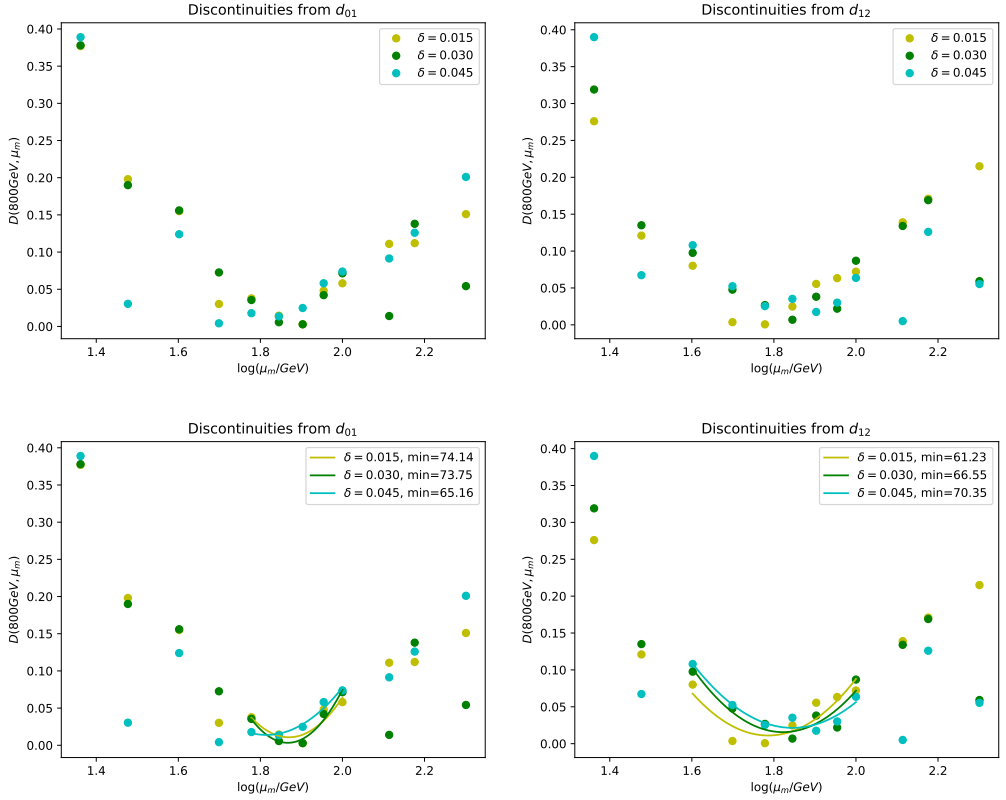 Discontinuities from d₀₁
0.40
0.35
0.30
0.25
0.20
0.15
0.10
0.05
0.00
D(800GeV, μₘ)
δ = 0.015
δ = 0.030
δ = 0.045
1.4 1.6 1.8 2.0 2.2
log(μₘ/GeV)
Discontinuities from d₁₂
0.40
0.35
0.30
0.25
0.20
0.15
0.10
0.05
0.00
D(800GeV, μₘ)
δ = 0.015
δ = 0.030
δ = 0.045
1.4 1.6 1.8 2.0 2.2
log(μₘ/GeV)
Discontinuities from d₀₁
0.40
0.35
0.30
0.25
0.20
0.15
0.10
0.05
0.00
D(800GeV, μₘ)
δ = 0.015, min=74.14
δ = 0.030, min=73.75
δ = 0.045, min=65.16
1.4 1.6 1.8 2.0 2.2
log(μₘ/GeV)
Discontinuities from d₁₂
0.40
0.35
0.30
0.25
0.20
0.15
0.10
0.05
0.00
D(800GeV, μₘ)
δ = 0.015, min=61.23
δ = 0.030, min=66.55
δ = 0.045, min=70.35
1.4 1.6 1.8 2.0 2.2
log(μₘ/GeV)